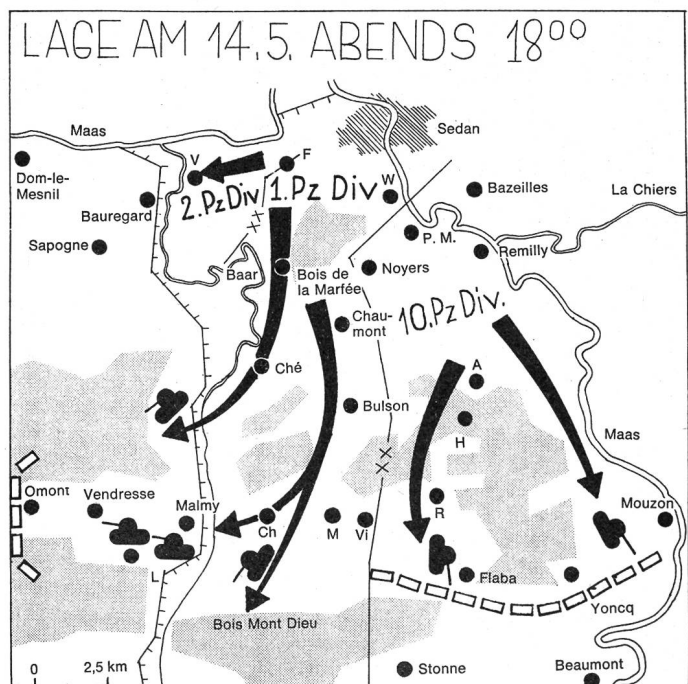 LAGE AM 14.5. ABENDS 18⁰⁰
Maas
Sedan
Dom-le-
Mesnil
V
F
W
Bazeilles
La Chiers
2.Pz Div
1.Pz Div
Bauregard
Sapogne
P. M.
Remilly
Baar
Bois de
la Marfée
Noyers
Chau-
mont
10.Pz Div.
Ché
A
Bulson
H
Maas
Omont
Vendresse
Malmy
Ch
M
Vi
R
Mouzon
L
Flaba
Yoncq
Bois Mont Dieu
Stonne
Beaumont
0
2,5 km